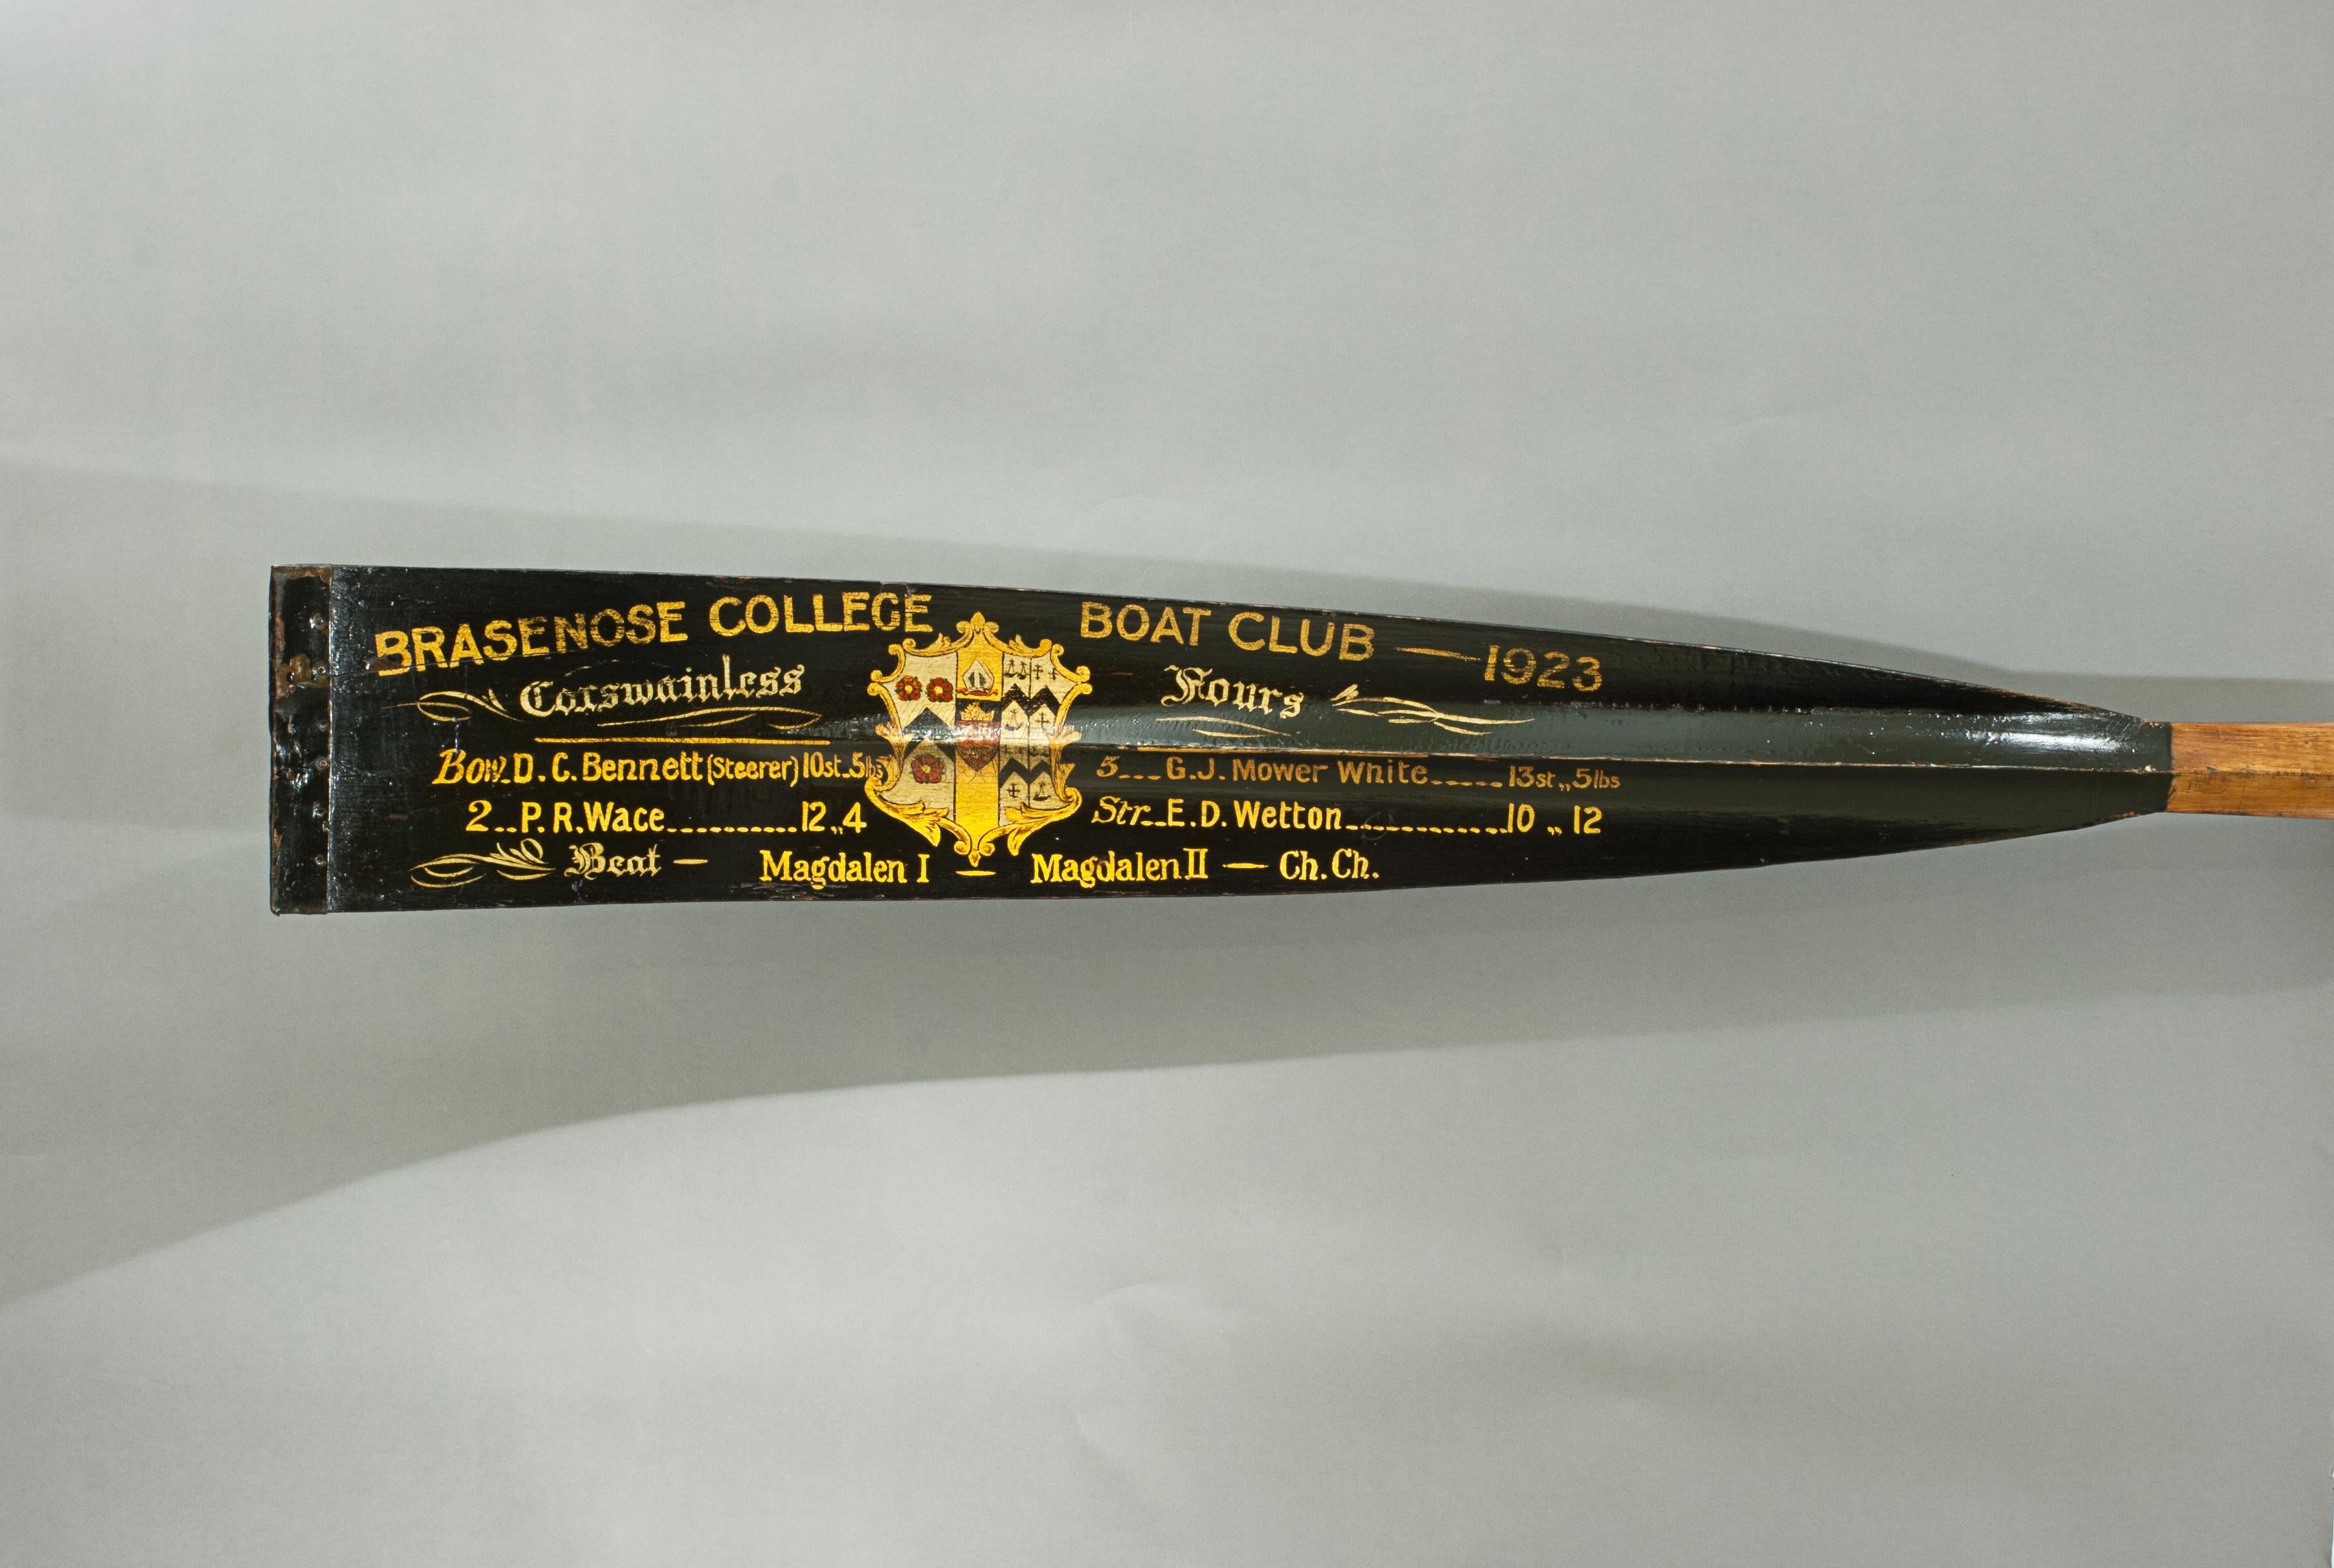 BRASENOSE COLLEGE BOAT CLUB — 1923
Coxswainless Fours
Bow. D. C. Bennett (Steerer) 10st..5lbs
2.. P. R. Wace.......... 12,,4
3... G. J. Mower White..... 13st,,5lbs
Str.. E. D. Wetton............. 10 ,, 12
Beat — Magdalen I — Magdalen II — Ch. Ch.